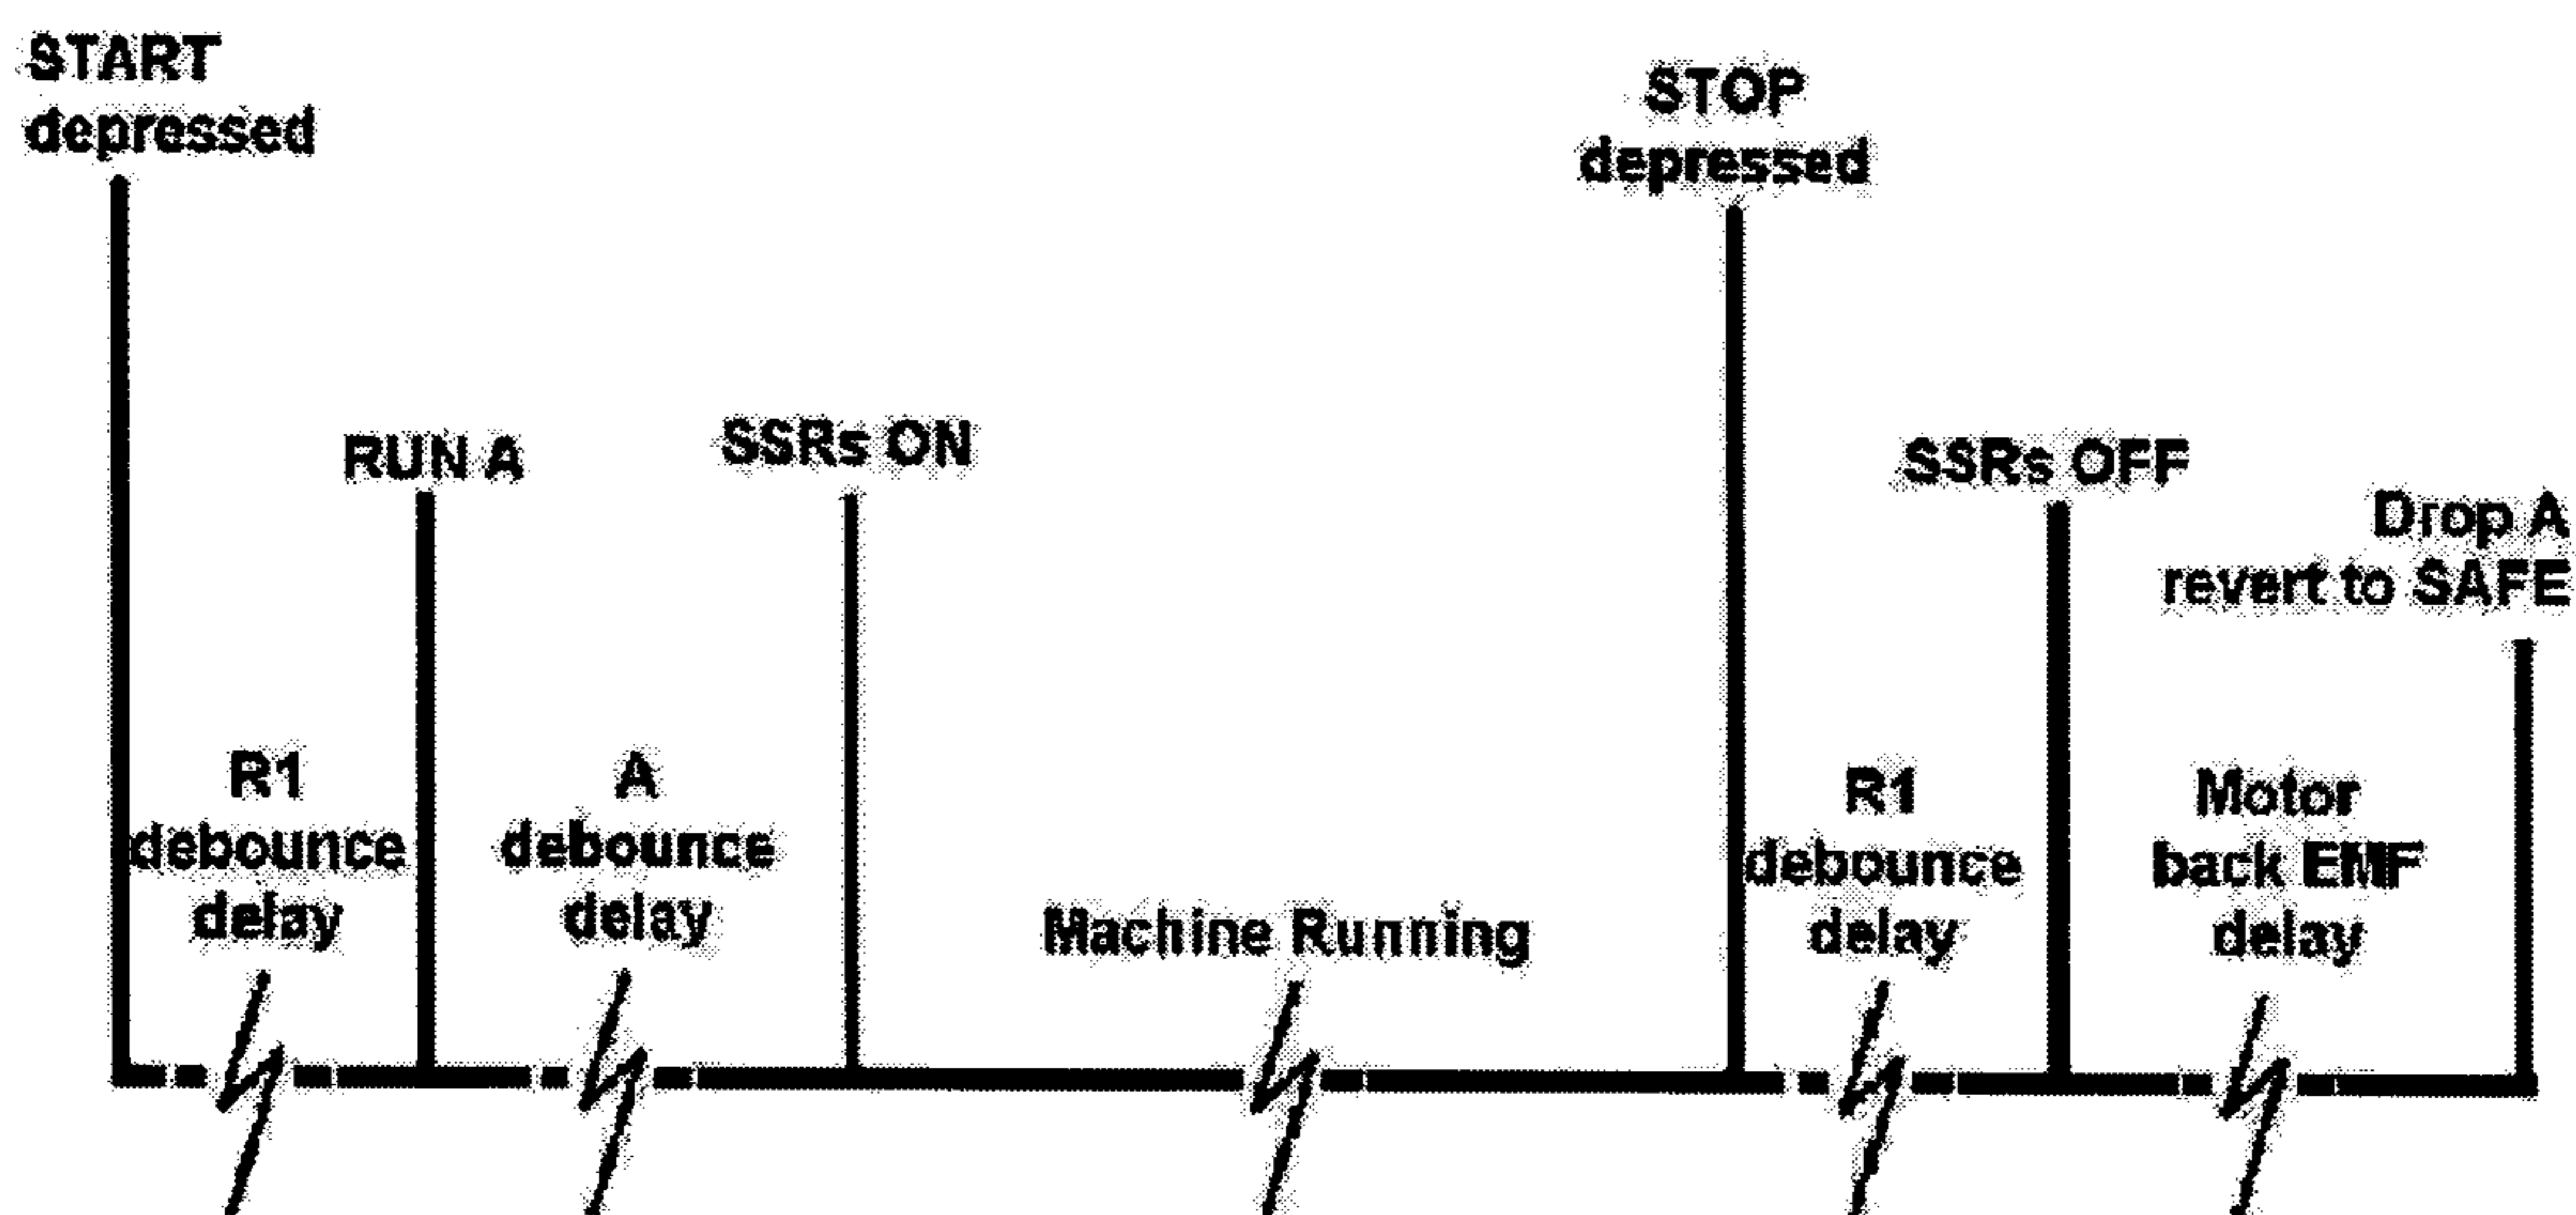 START
depressed
STOP
depressed
RUN A
SSRs ON
SSRs OFF
Drop A
revert to SAFE
R1
debounce
delay
A
debounce
delay
Machine Running
R1
debounce
delay
Motor
back EMF
delay